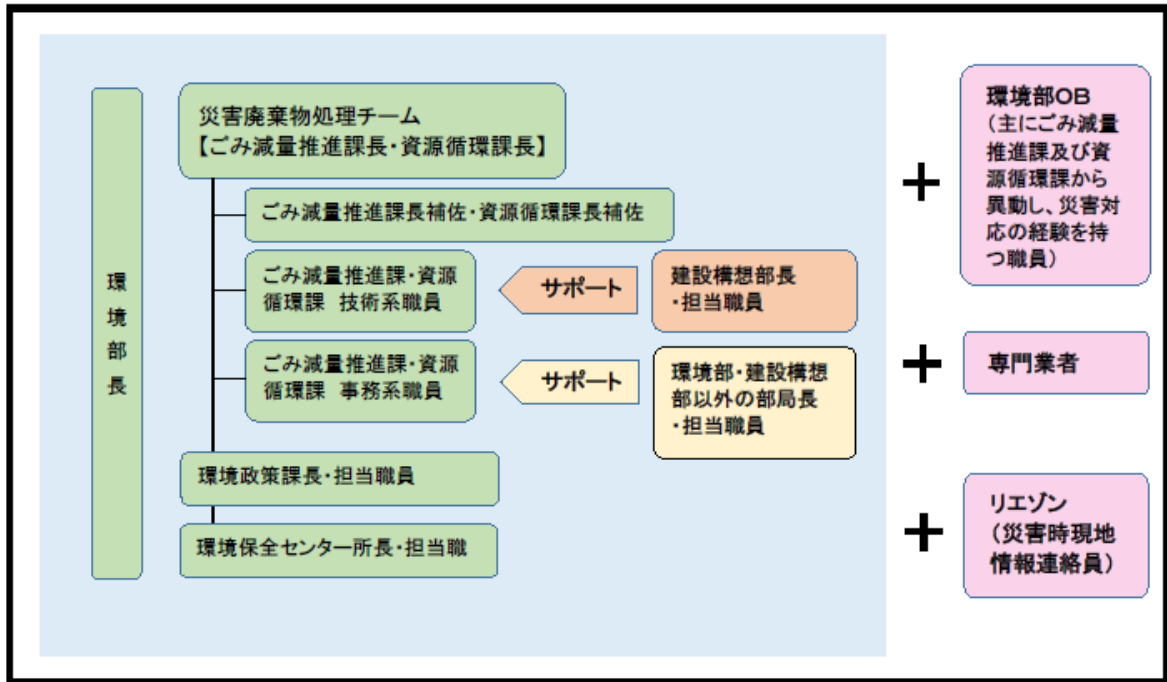 環境部長
災害廃棄物処理チーム
【ごみ減量推進課長・資源循環課長】
ごみ減量推進課長補佐・資源循環課長補佐
ごみ減量推進課・資源
循環課 技術系職員
サポート
建設構想部長
・担当職員
ごみ減量推進課・資源
循環課 事務系職員
サポート
環境部・建設構想
部以外の部局長
・担当職員
環境政策課長・担当職員
環境保全センター所長・担当職
+
環境部OB
(主にごみ減量
推進課及び資
源循環課から
異動し、災害対
応の経験を持
つ職員)
+
専門業者
+
リエゾン
(災害時現地
情報連絡員)